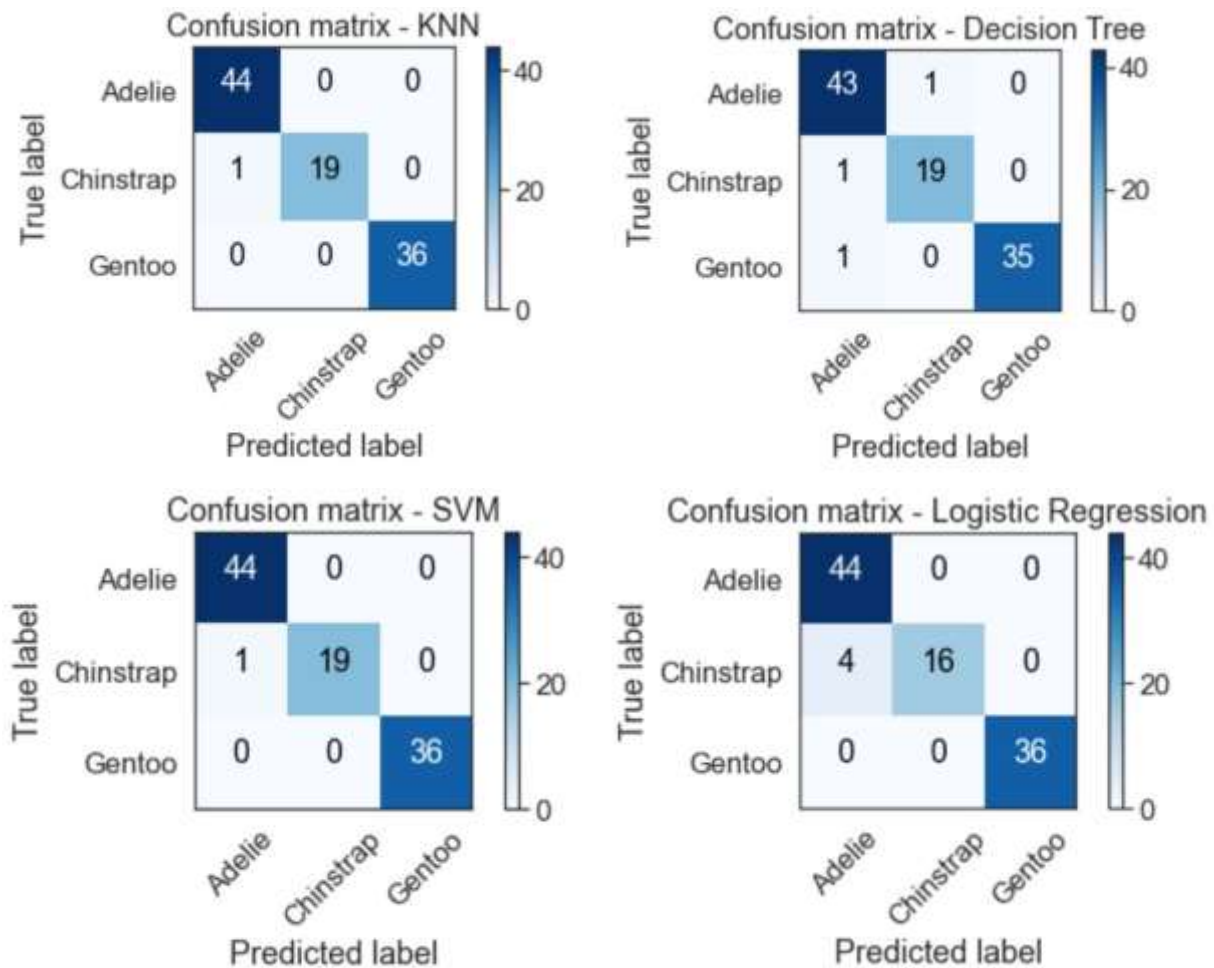 Confusion matrix - KNN
True label
Adelie 44 0 0
Chinstrap 1 19 0
Gentoo 0 0 36
40
20
0
Adelie Chinstrap Gentoo
Predicted label
Confusion matrix - Decision Tree
True label
Adelie 43 1 0
Chinstrap 1 19 0
Gentoo 1 0 35
40
20
0
Adelie Chinstrap Gentoo
Predicted label
Confusion matrix - SVM
True label
Adelie 44 0 0
Chinstrap 1 19 0
Gentoo 0 0 36
40
20
0
Adelie Chinstrap Gentoo
Predicted label
Confusion matrix - Logistic Regression
True label
Adelie 44 0 0
Chinstrap 4 16 0
Gentoo 0 0 36
40
20
0
Adelie Chinstrap Gentoo
Predicted label